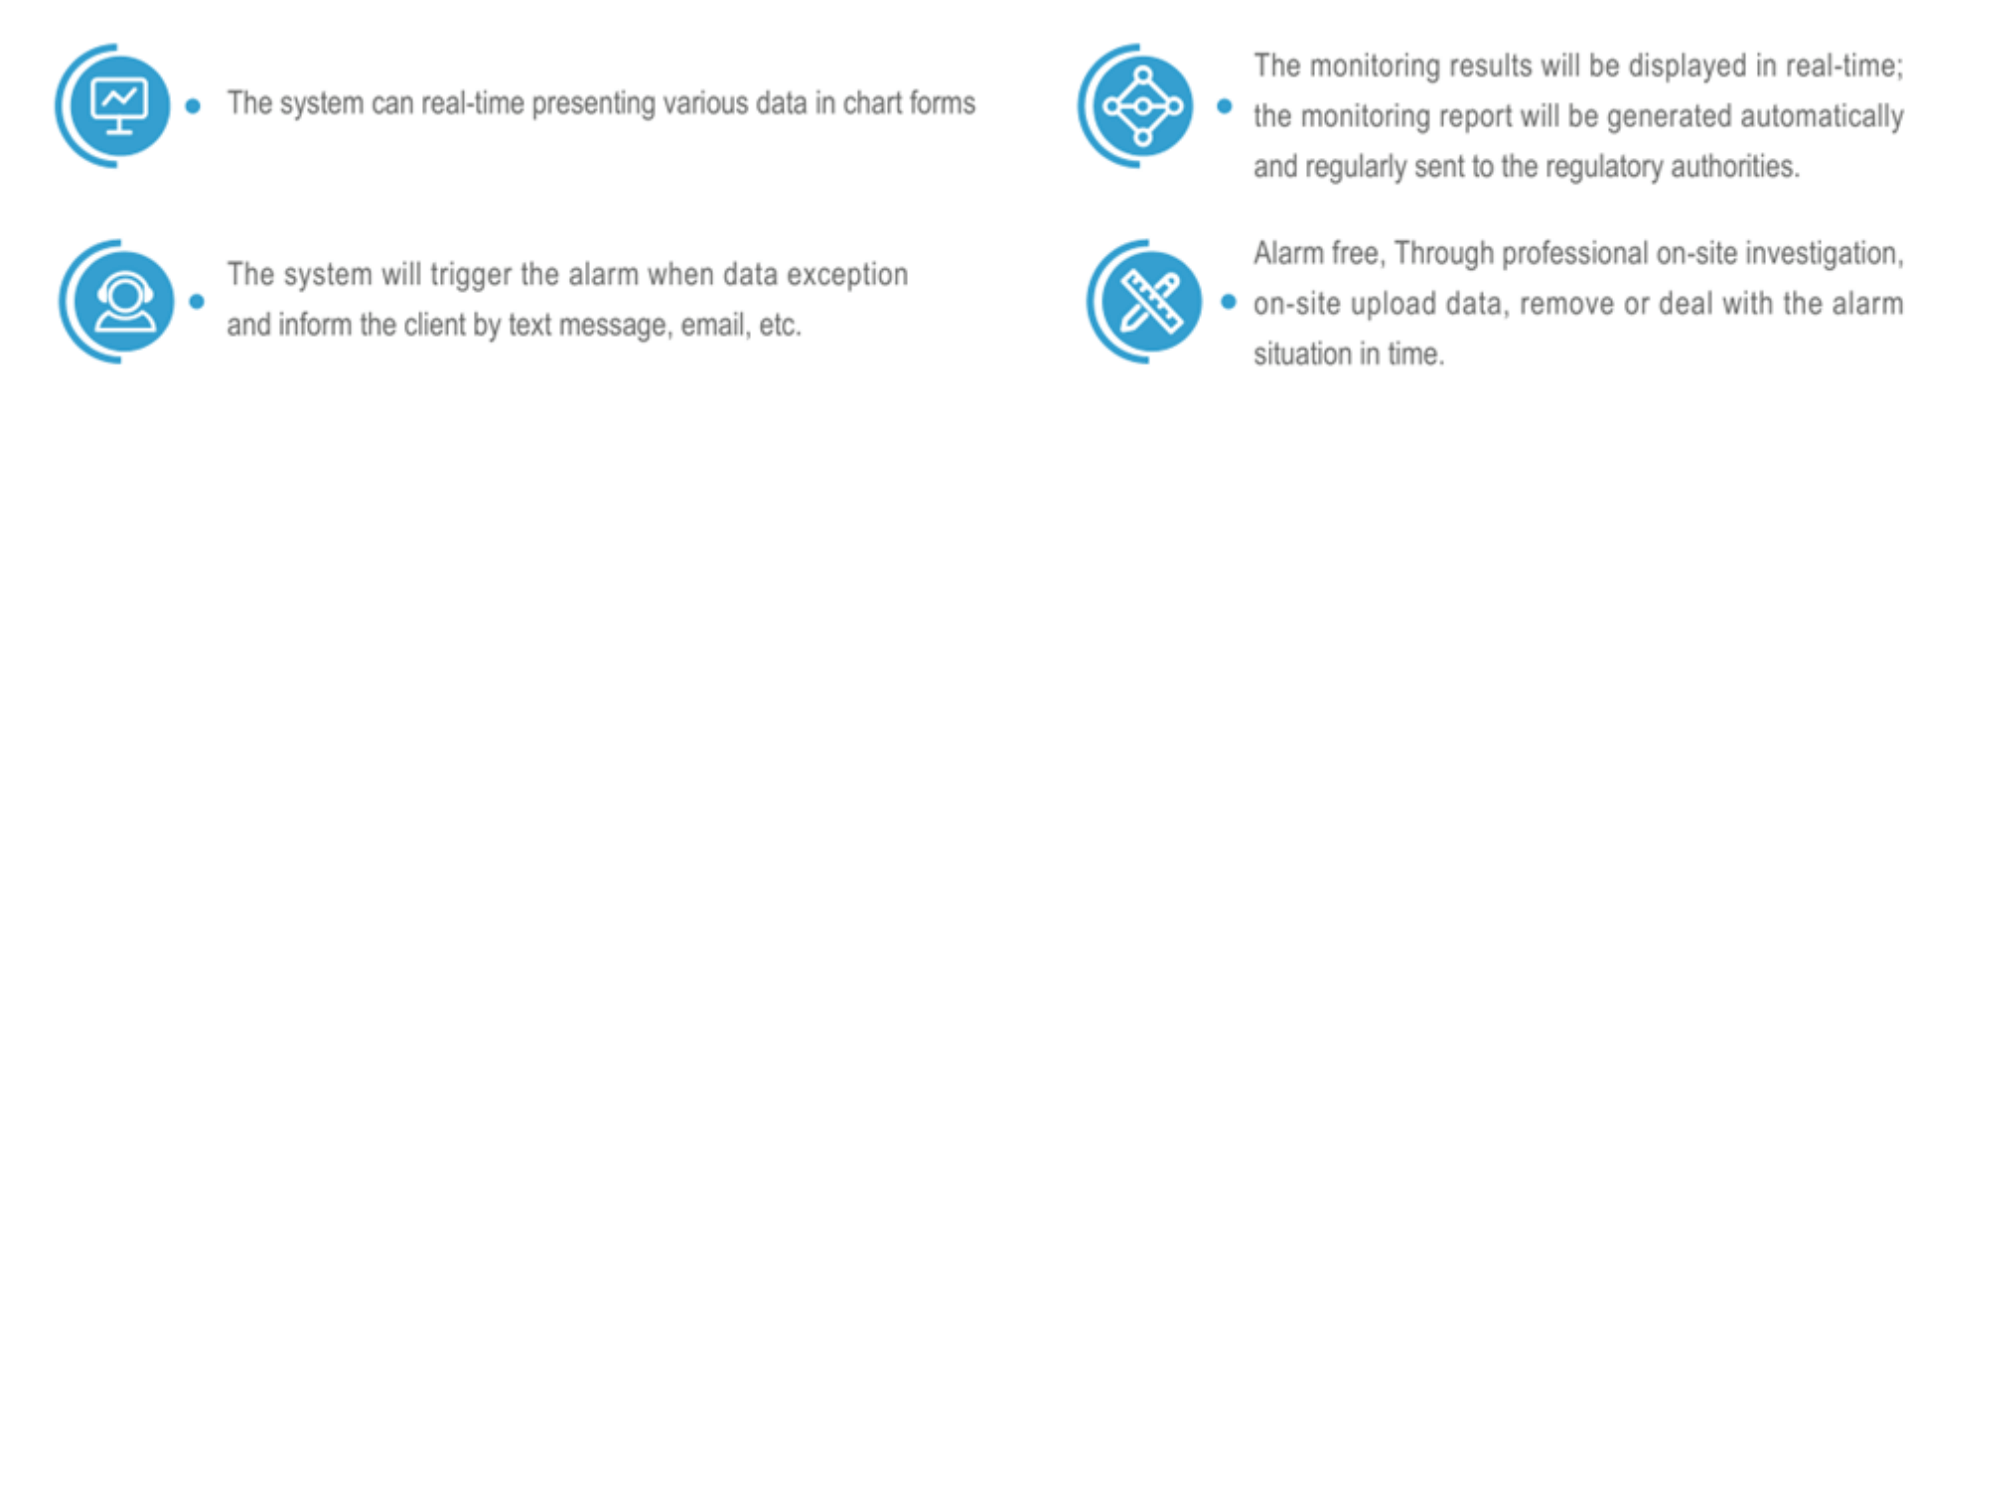 The system can real-time presenting various data in chart forms
The monitoring results will be displayed in real-time;
the monitoring report will be generated automatically
and regularly sent to the regulatory authorities.
The system will trigger the alarm when data exception
and inform the client by text message, email, etc.
Alarm free, Through professional on-site investigation,
on-site upload data, remove or deal with the alarm
situation in time.